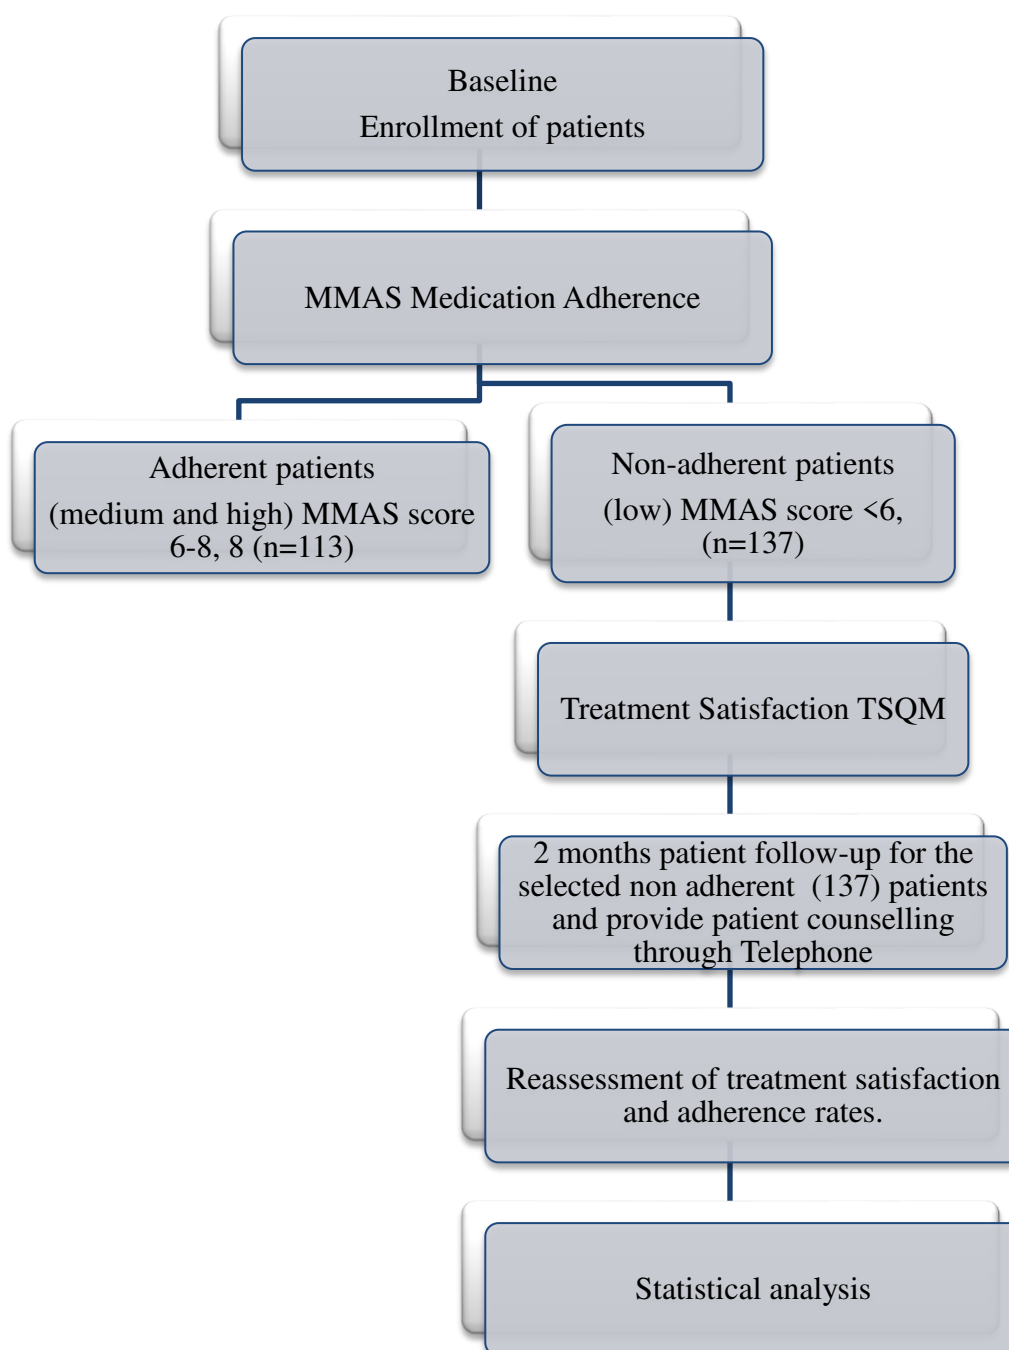 Baseline
Enrollment of patients
MMAS Medication Adherence
Adherent patients
(medium and high) MMAS score
6-8, 8 (n=113)
Non-adherent patients
(low) MMAS score <6,
(n=137)
Treatment Satisfaction TSQM
2 months patient follow-up for the
selected non adherent  (137) patients
and provide patient counselling
through Telephone
Reassessment of treatment satisfaction
and adherence rates.
Statistical analysis